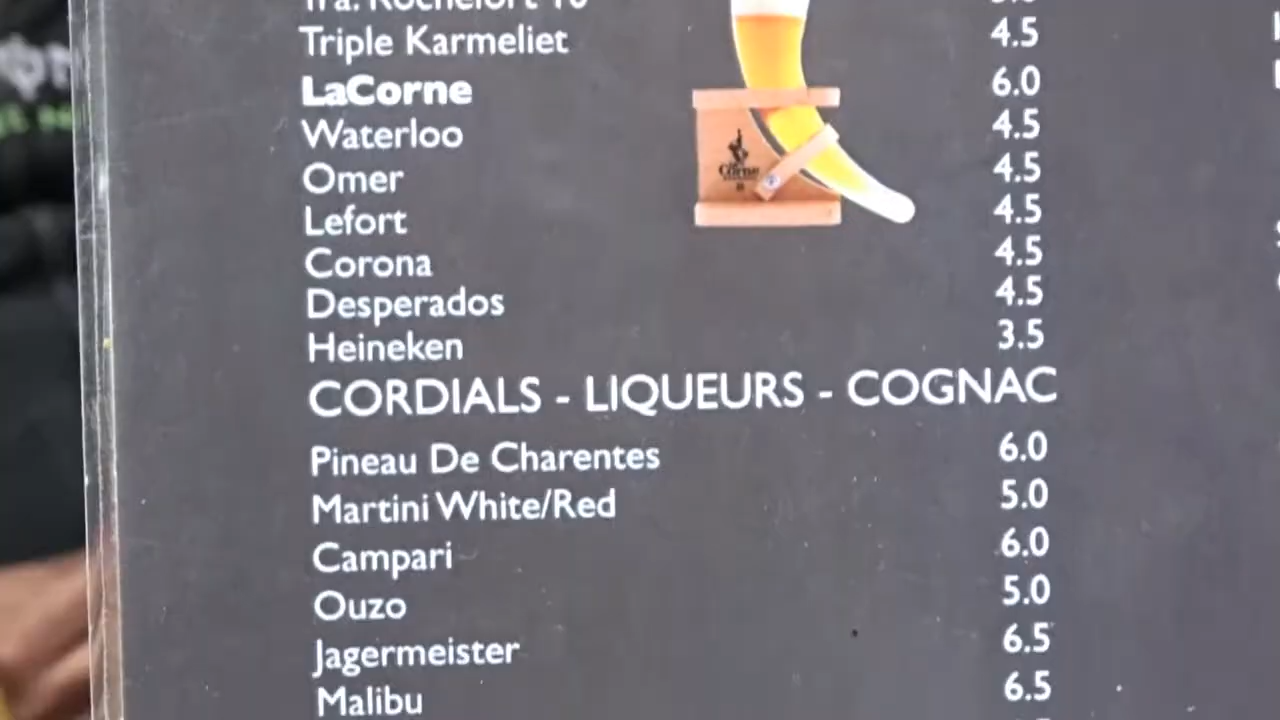 Triple Karmeliet 4.5
LaCorne 6.0
Waterloo 4.5
Omer 4.5
Lefort 4.5
Corona 4.5
Desperados 4.5
Heineken 3.5
Corne
CORDIALS - LIQUEURS - COGNAC
Pineau De Charentes 6.0
Martini White/Red 5.0
Campari 6.0
Ouzo 5.0
Jagermeister 6.5
Malibu 6.5